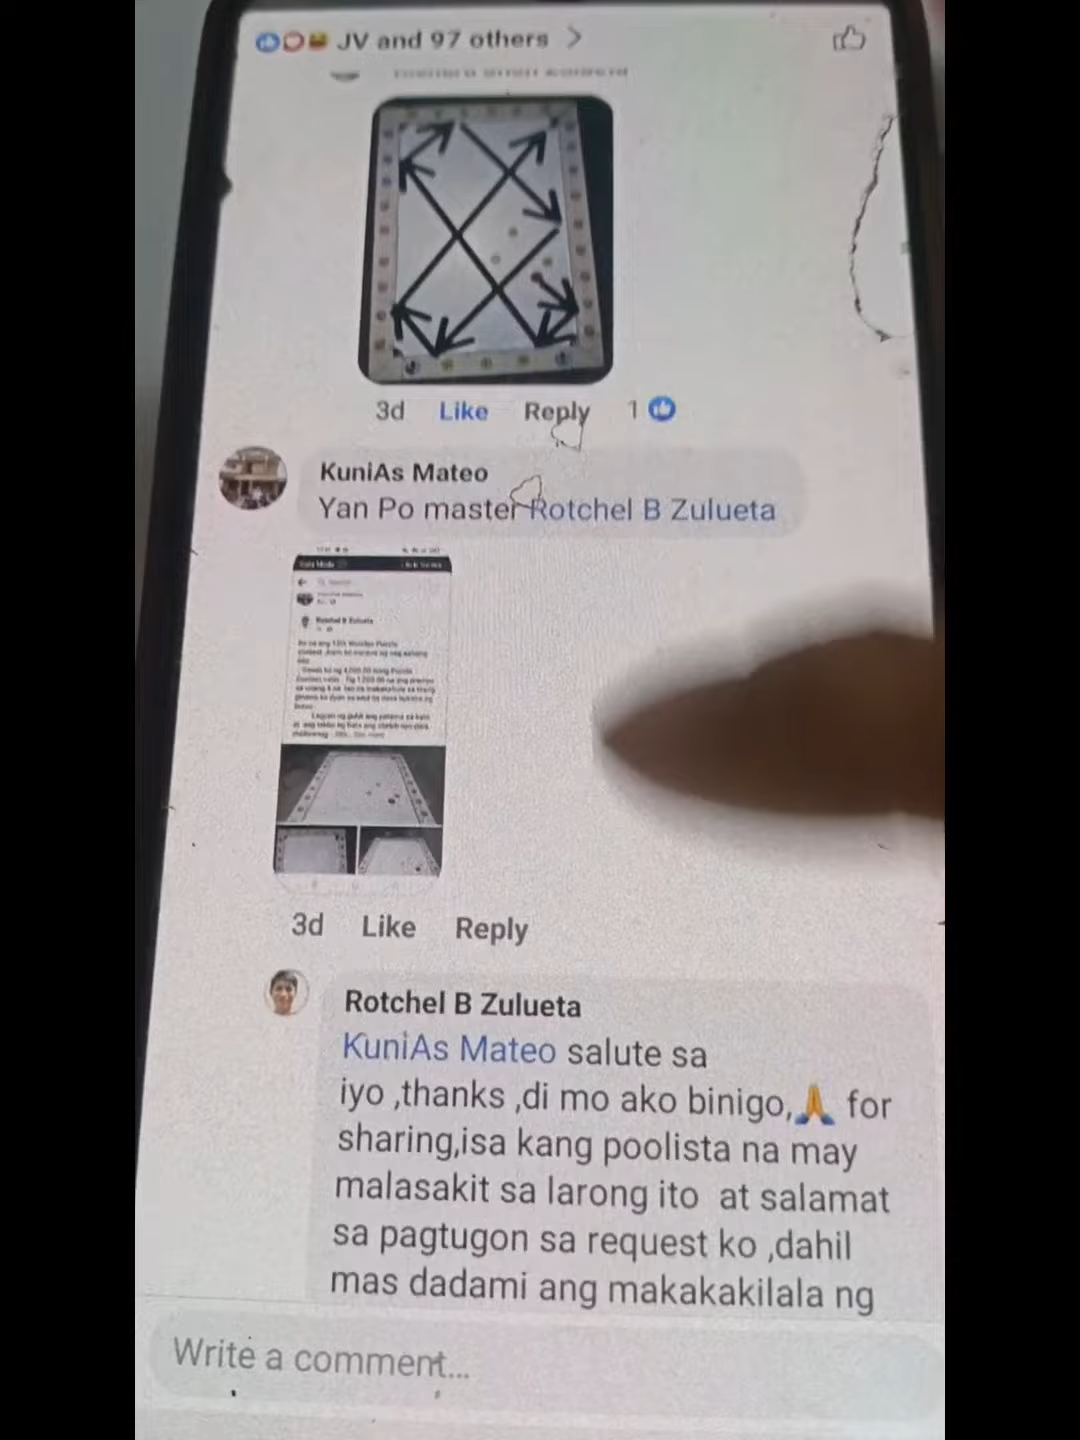 JV and 97 others
3d Like Reply 1
KuniAs Mateo
Yan Po master Rotchel B Zulueta
Rotchel B Zulueta
3d Like Reply
Rotchel B Zulueta
KuniAs Mateo salute sa
iyo ,thanks ,di mo ako binigo,🙏 for
sharing,isa kang poolista na may
malasakit sa larong ito at salamat
sa pagtugon sa request ko ,dahil
mas dadami ang makakakilala ng
Write a comment...